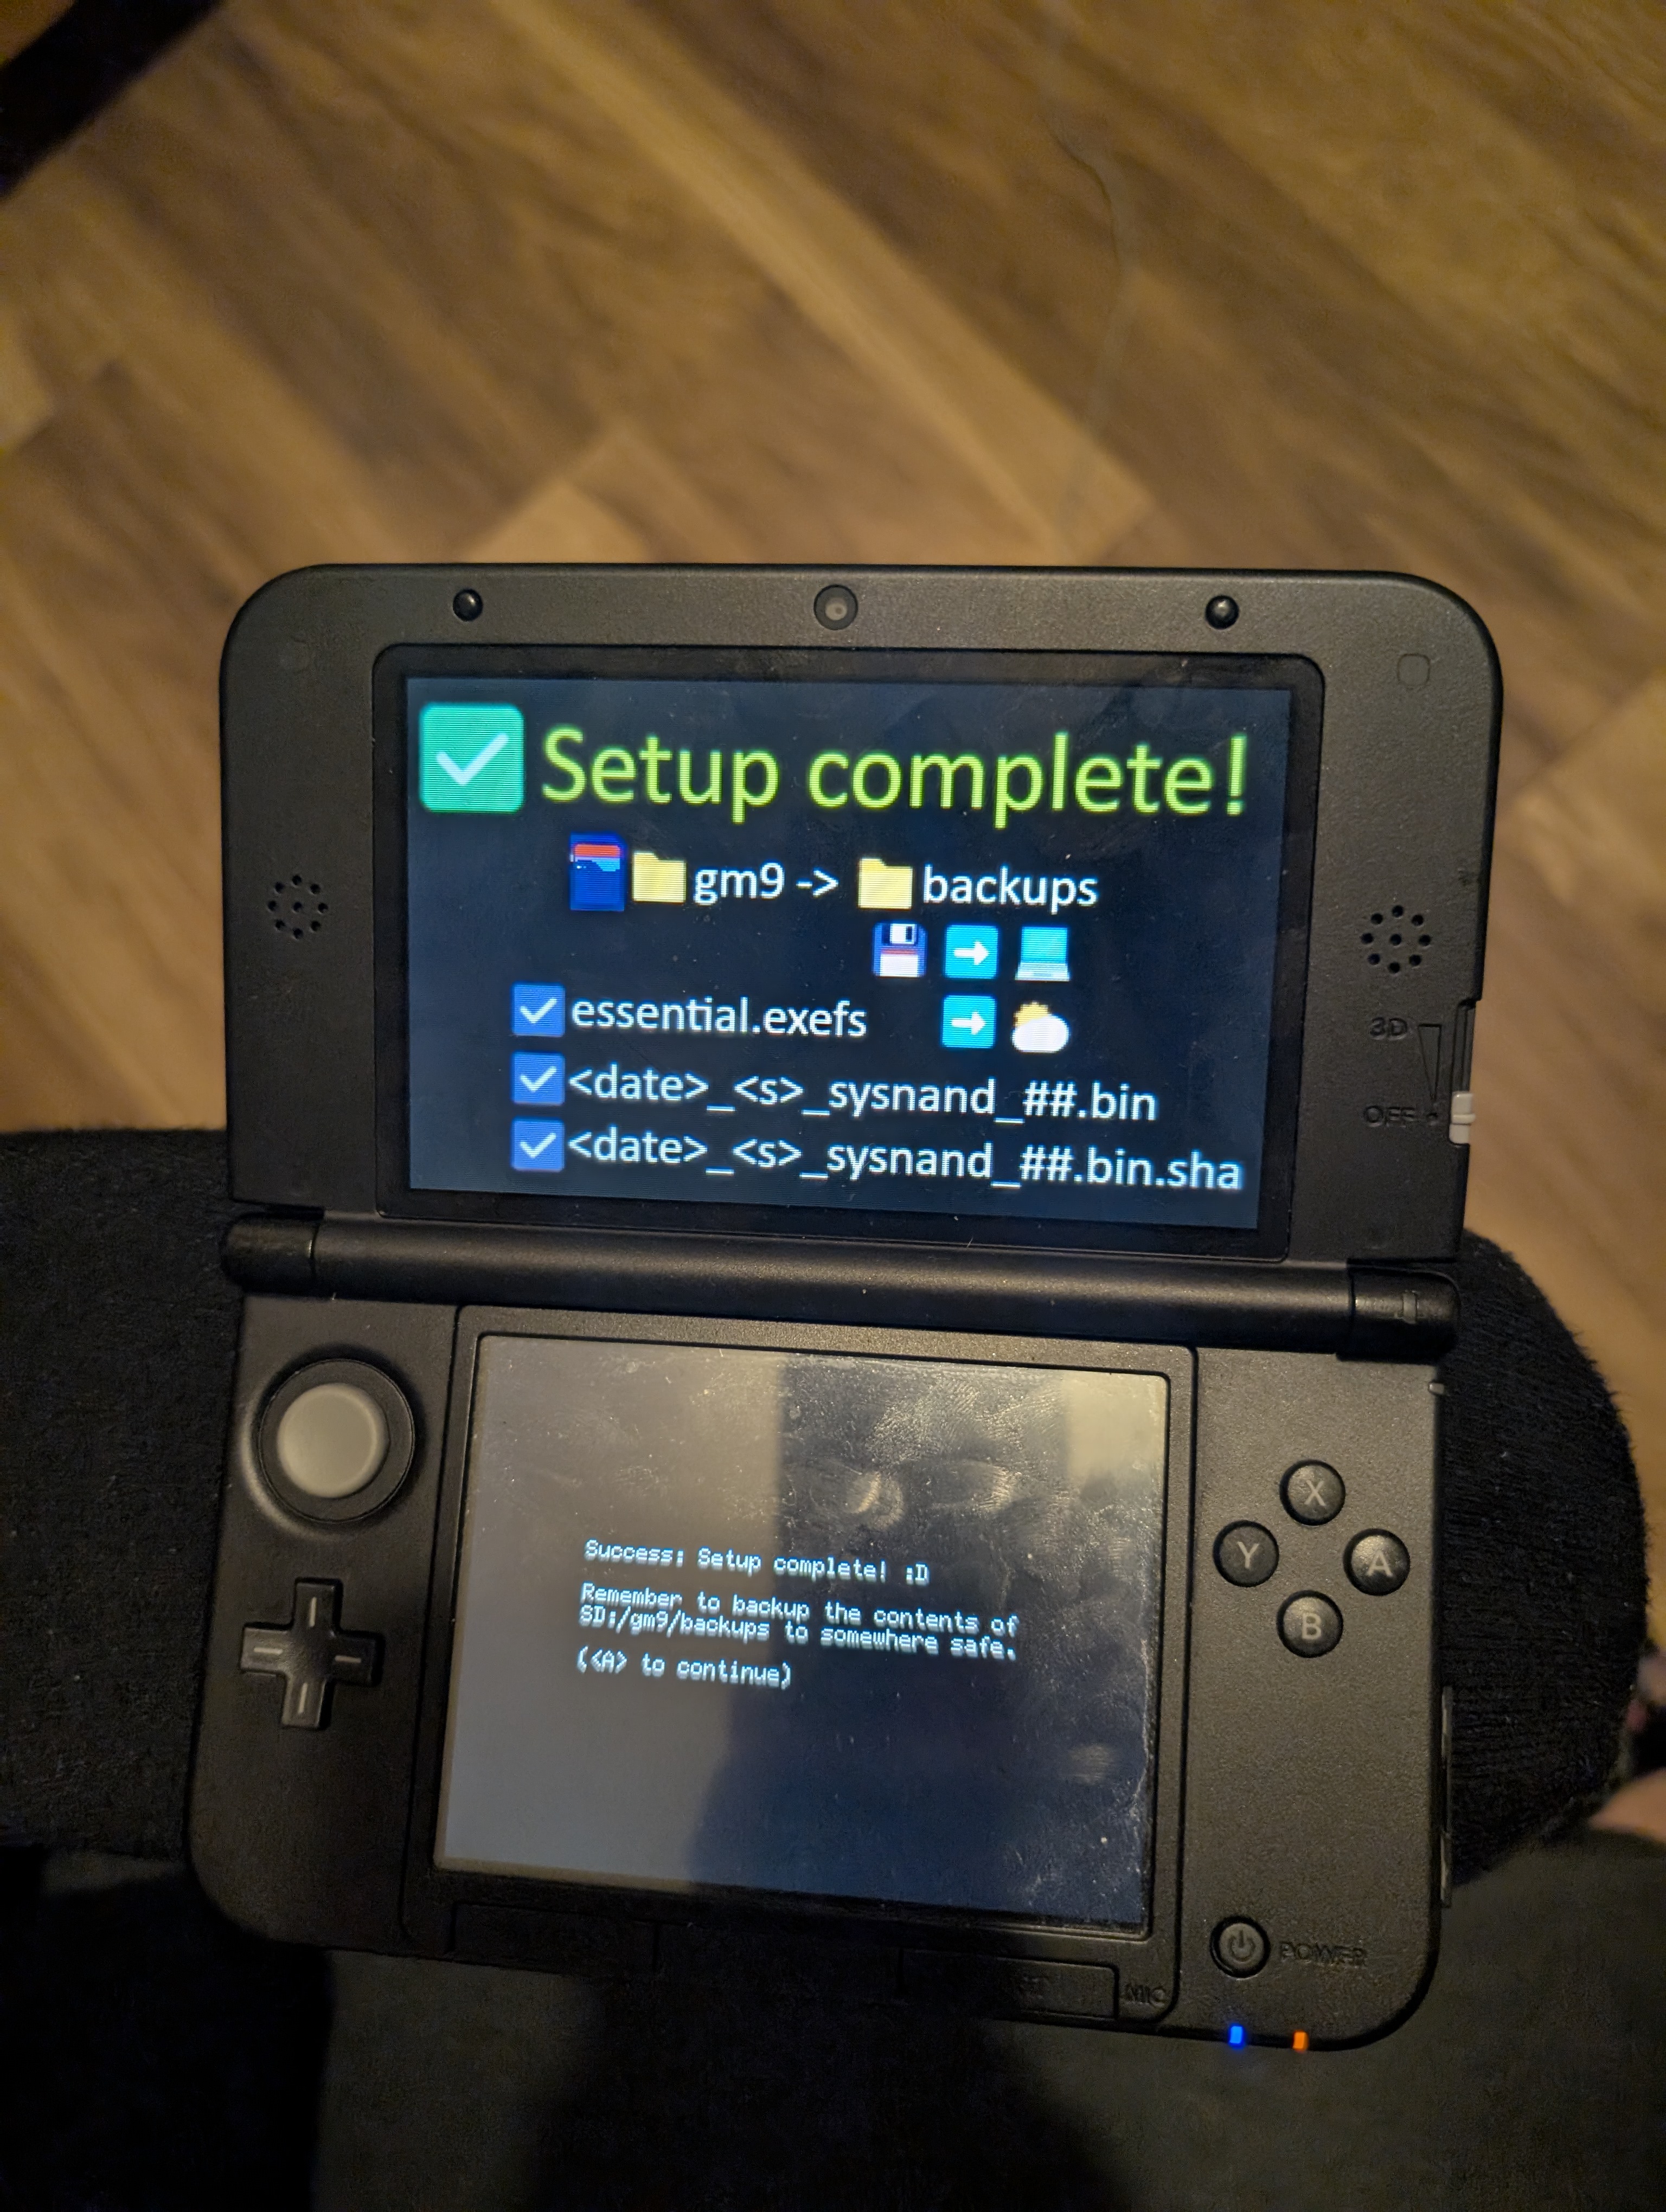 Setup complete!
gm9 -> backups
essential.exefs
<date>_<s>_sysnand_##.bin
<date>_<s>_sysnand_##.bin.sha
3D
OFF
Success: Setup complete! :D
Remember to backup the contents of
SD:/gm9/backups to somewhere safe.
(<A> to continue)
X
Y
A
B
POWER
MIC